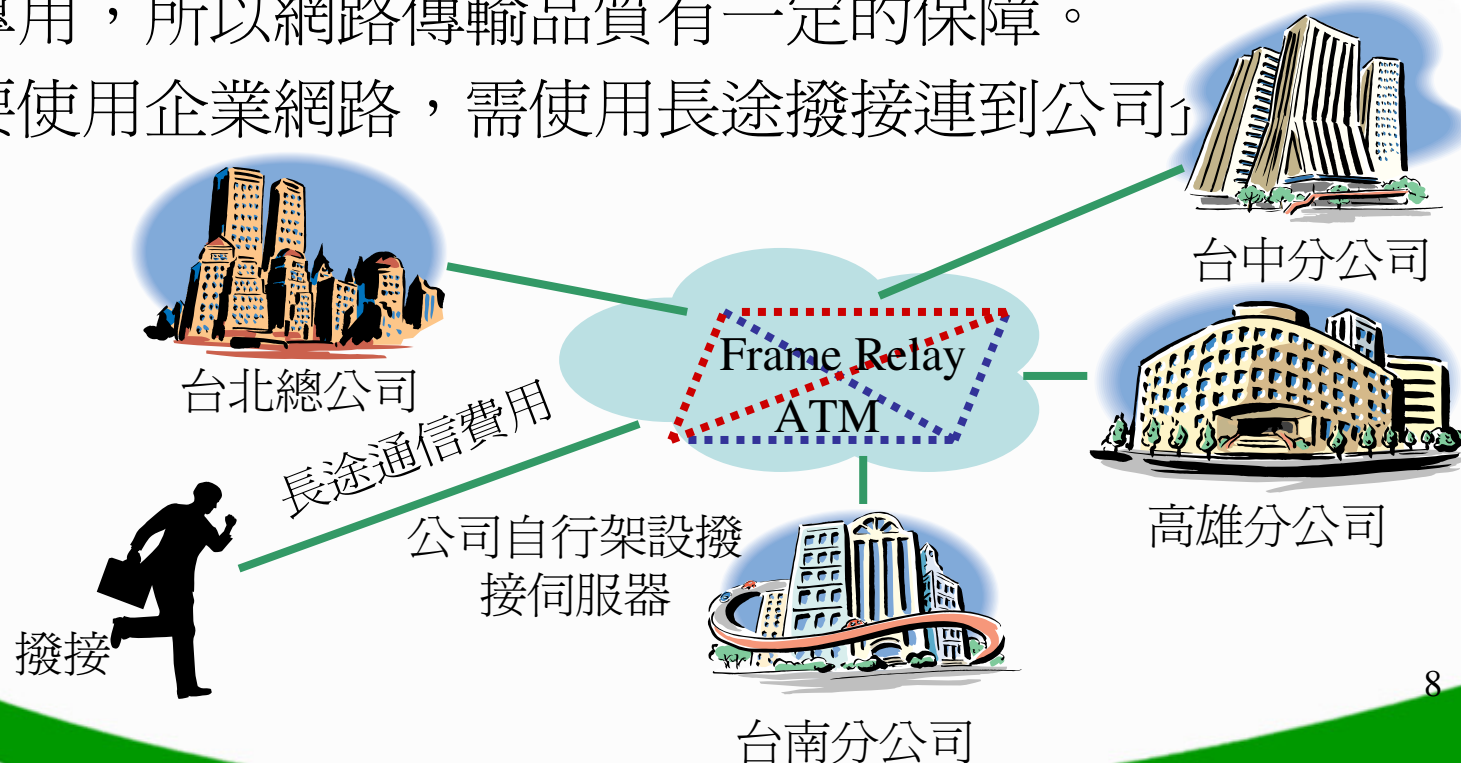 專用，所以網路傳輸品質有一定的保障。
要使用企業網路，需使用長途撥接連到公司
台中分公司
台北總公司
Frame Relay
ATM
長途通信費用
高雄分公司
公司自行架設撥
接伺服器
撥接
台南分公司
8